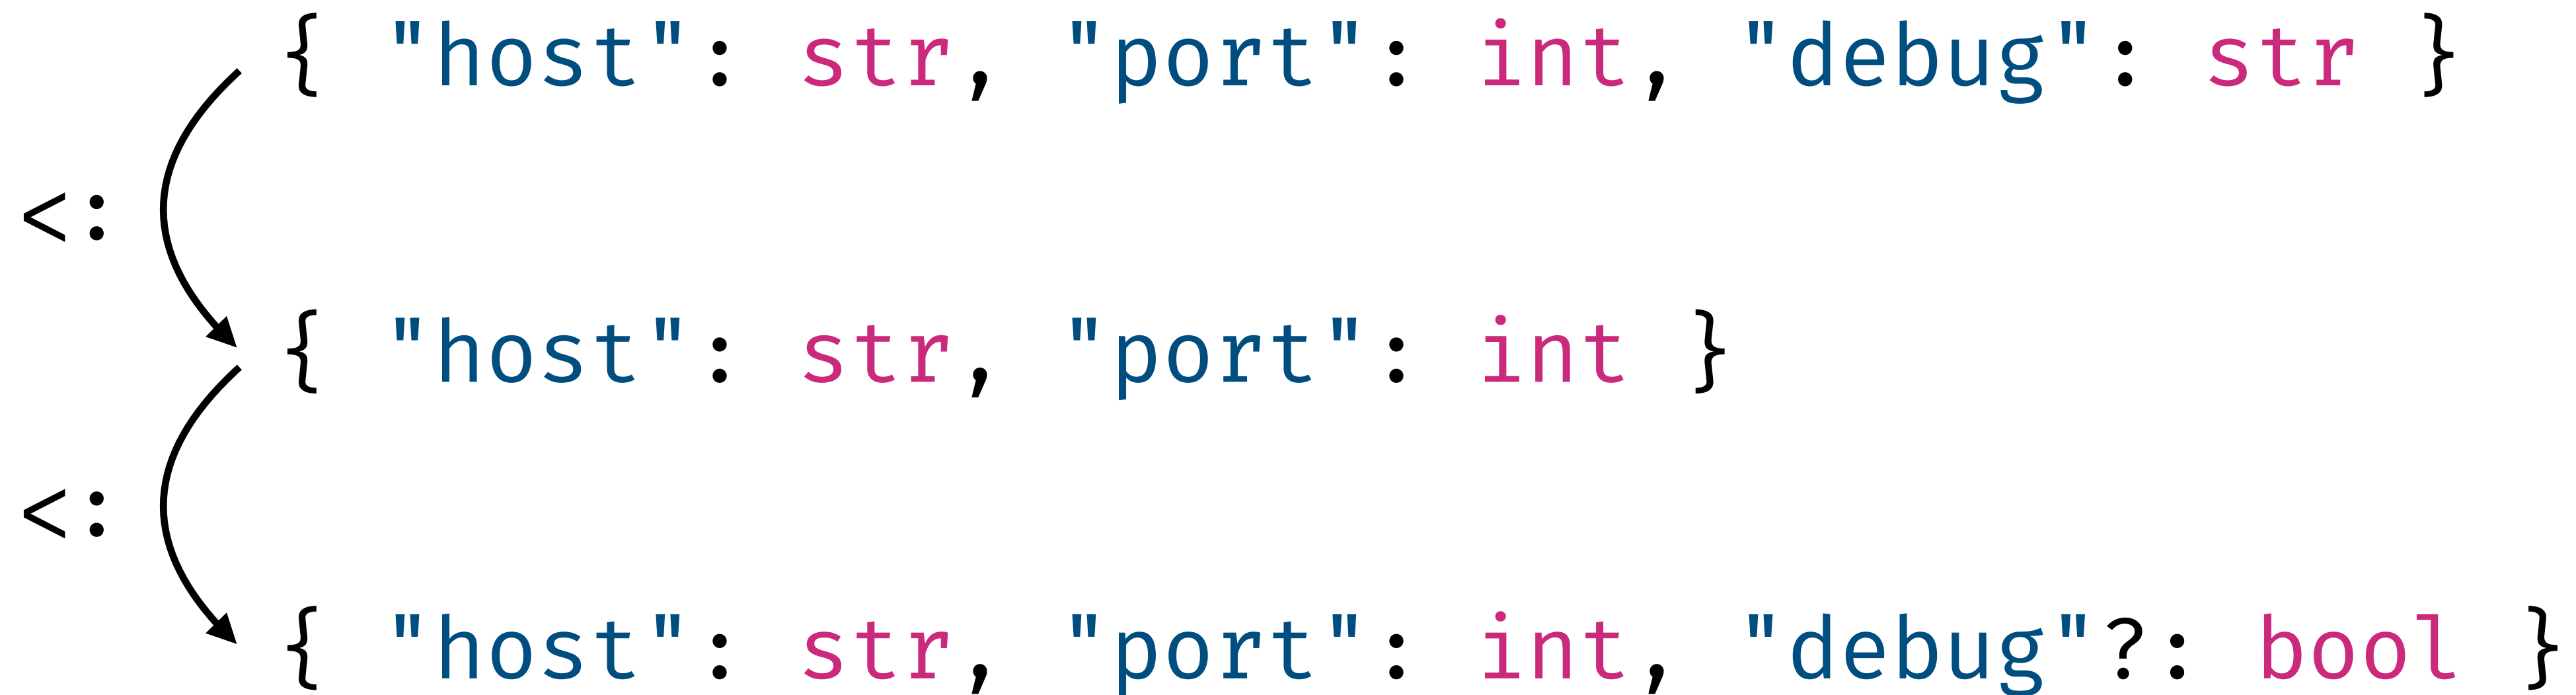 { "host": str, "port": int, "debug": str }
<:
{ "host": str, "port": int }
<:
{ "host": str, "port": int, "debug"?: bool }